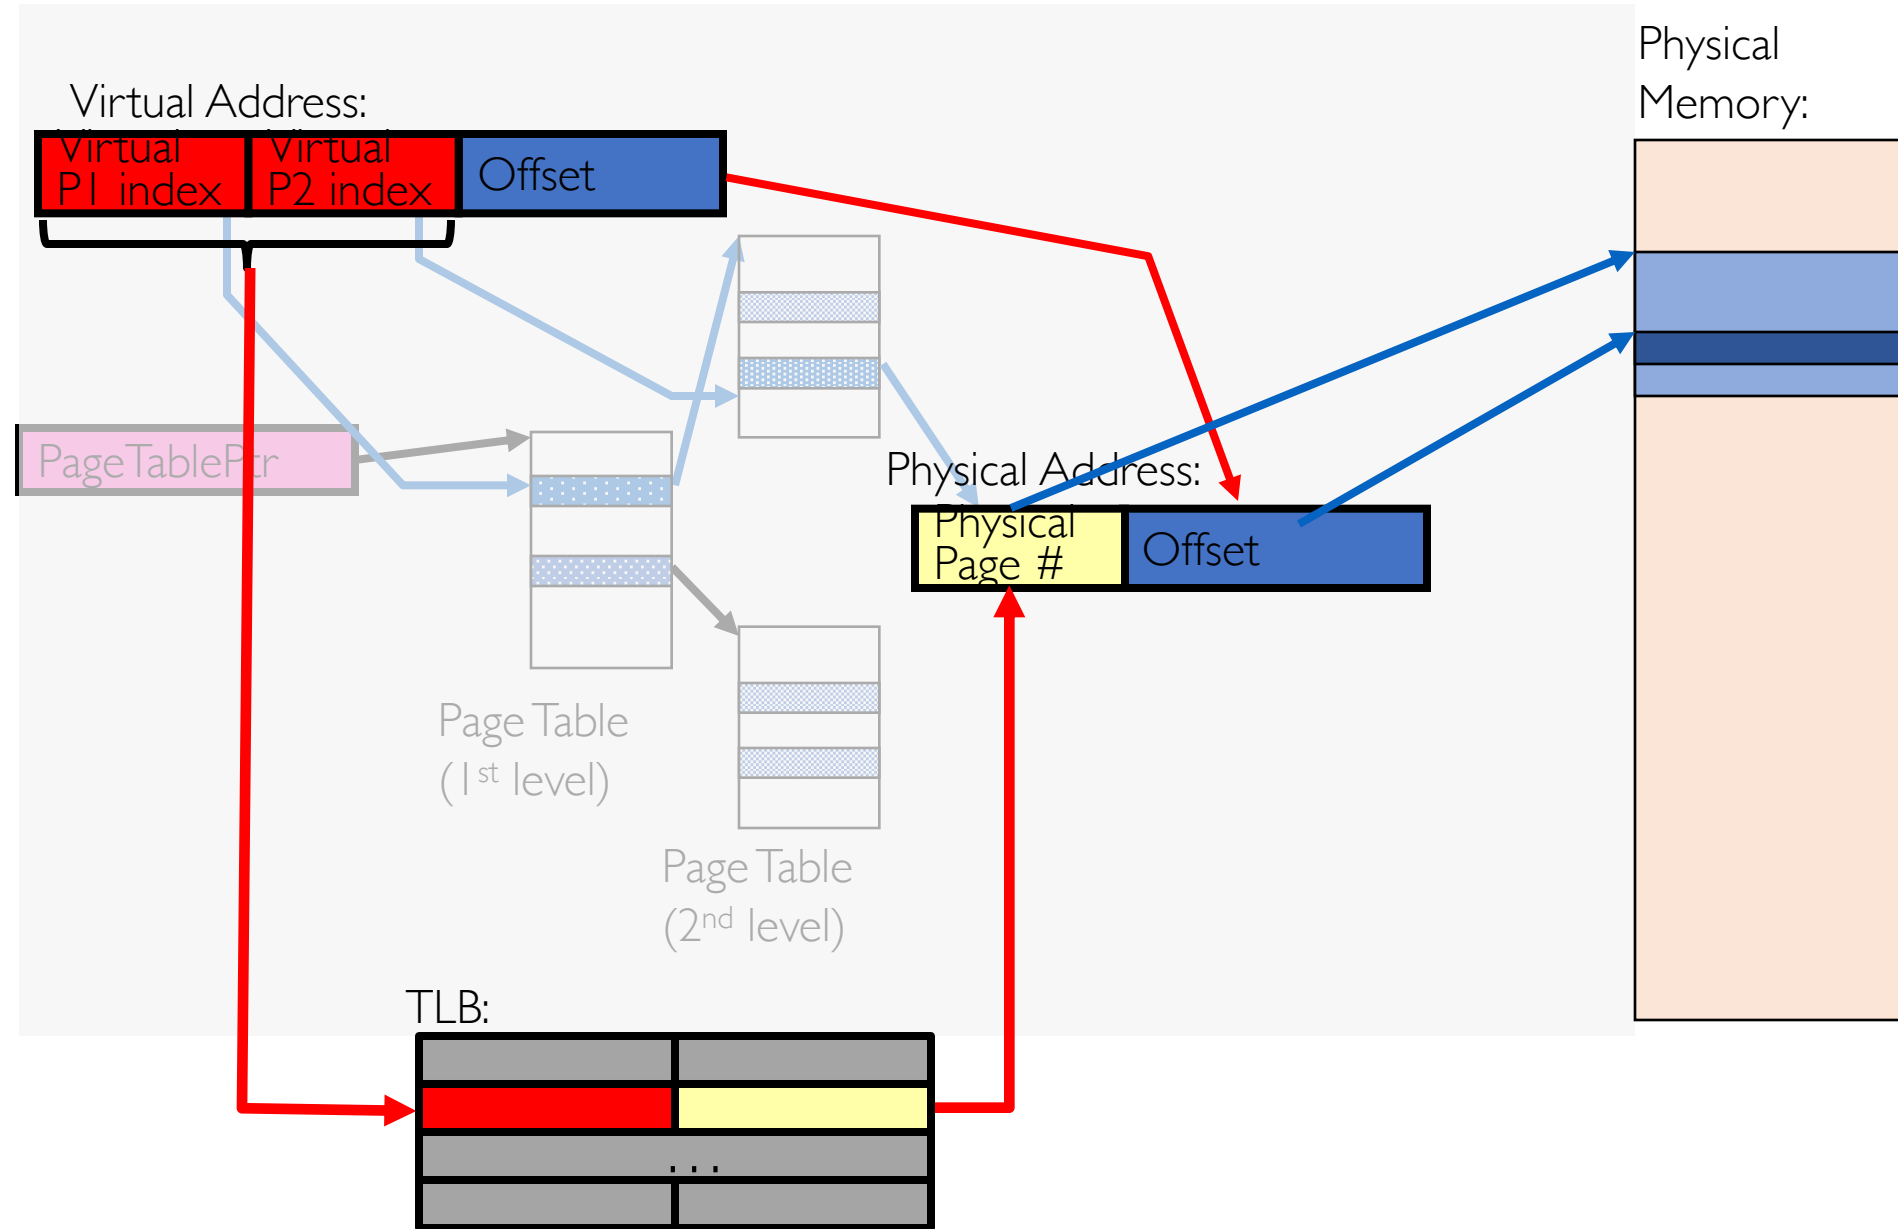 Physical
Memory:
Virtual Address:
Virtual
P1 index
Virtual
P2 index
Offset
PageTablePtr
Physical Address:
Physical
Page #
Offset
Page Table
(1st level)
Page Table
(2nd level)
TLB:
...